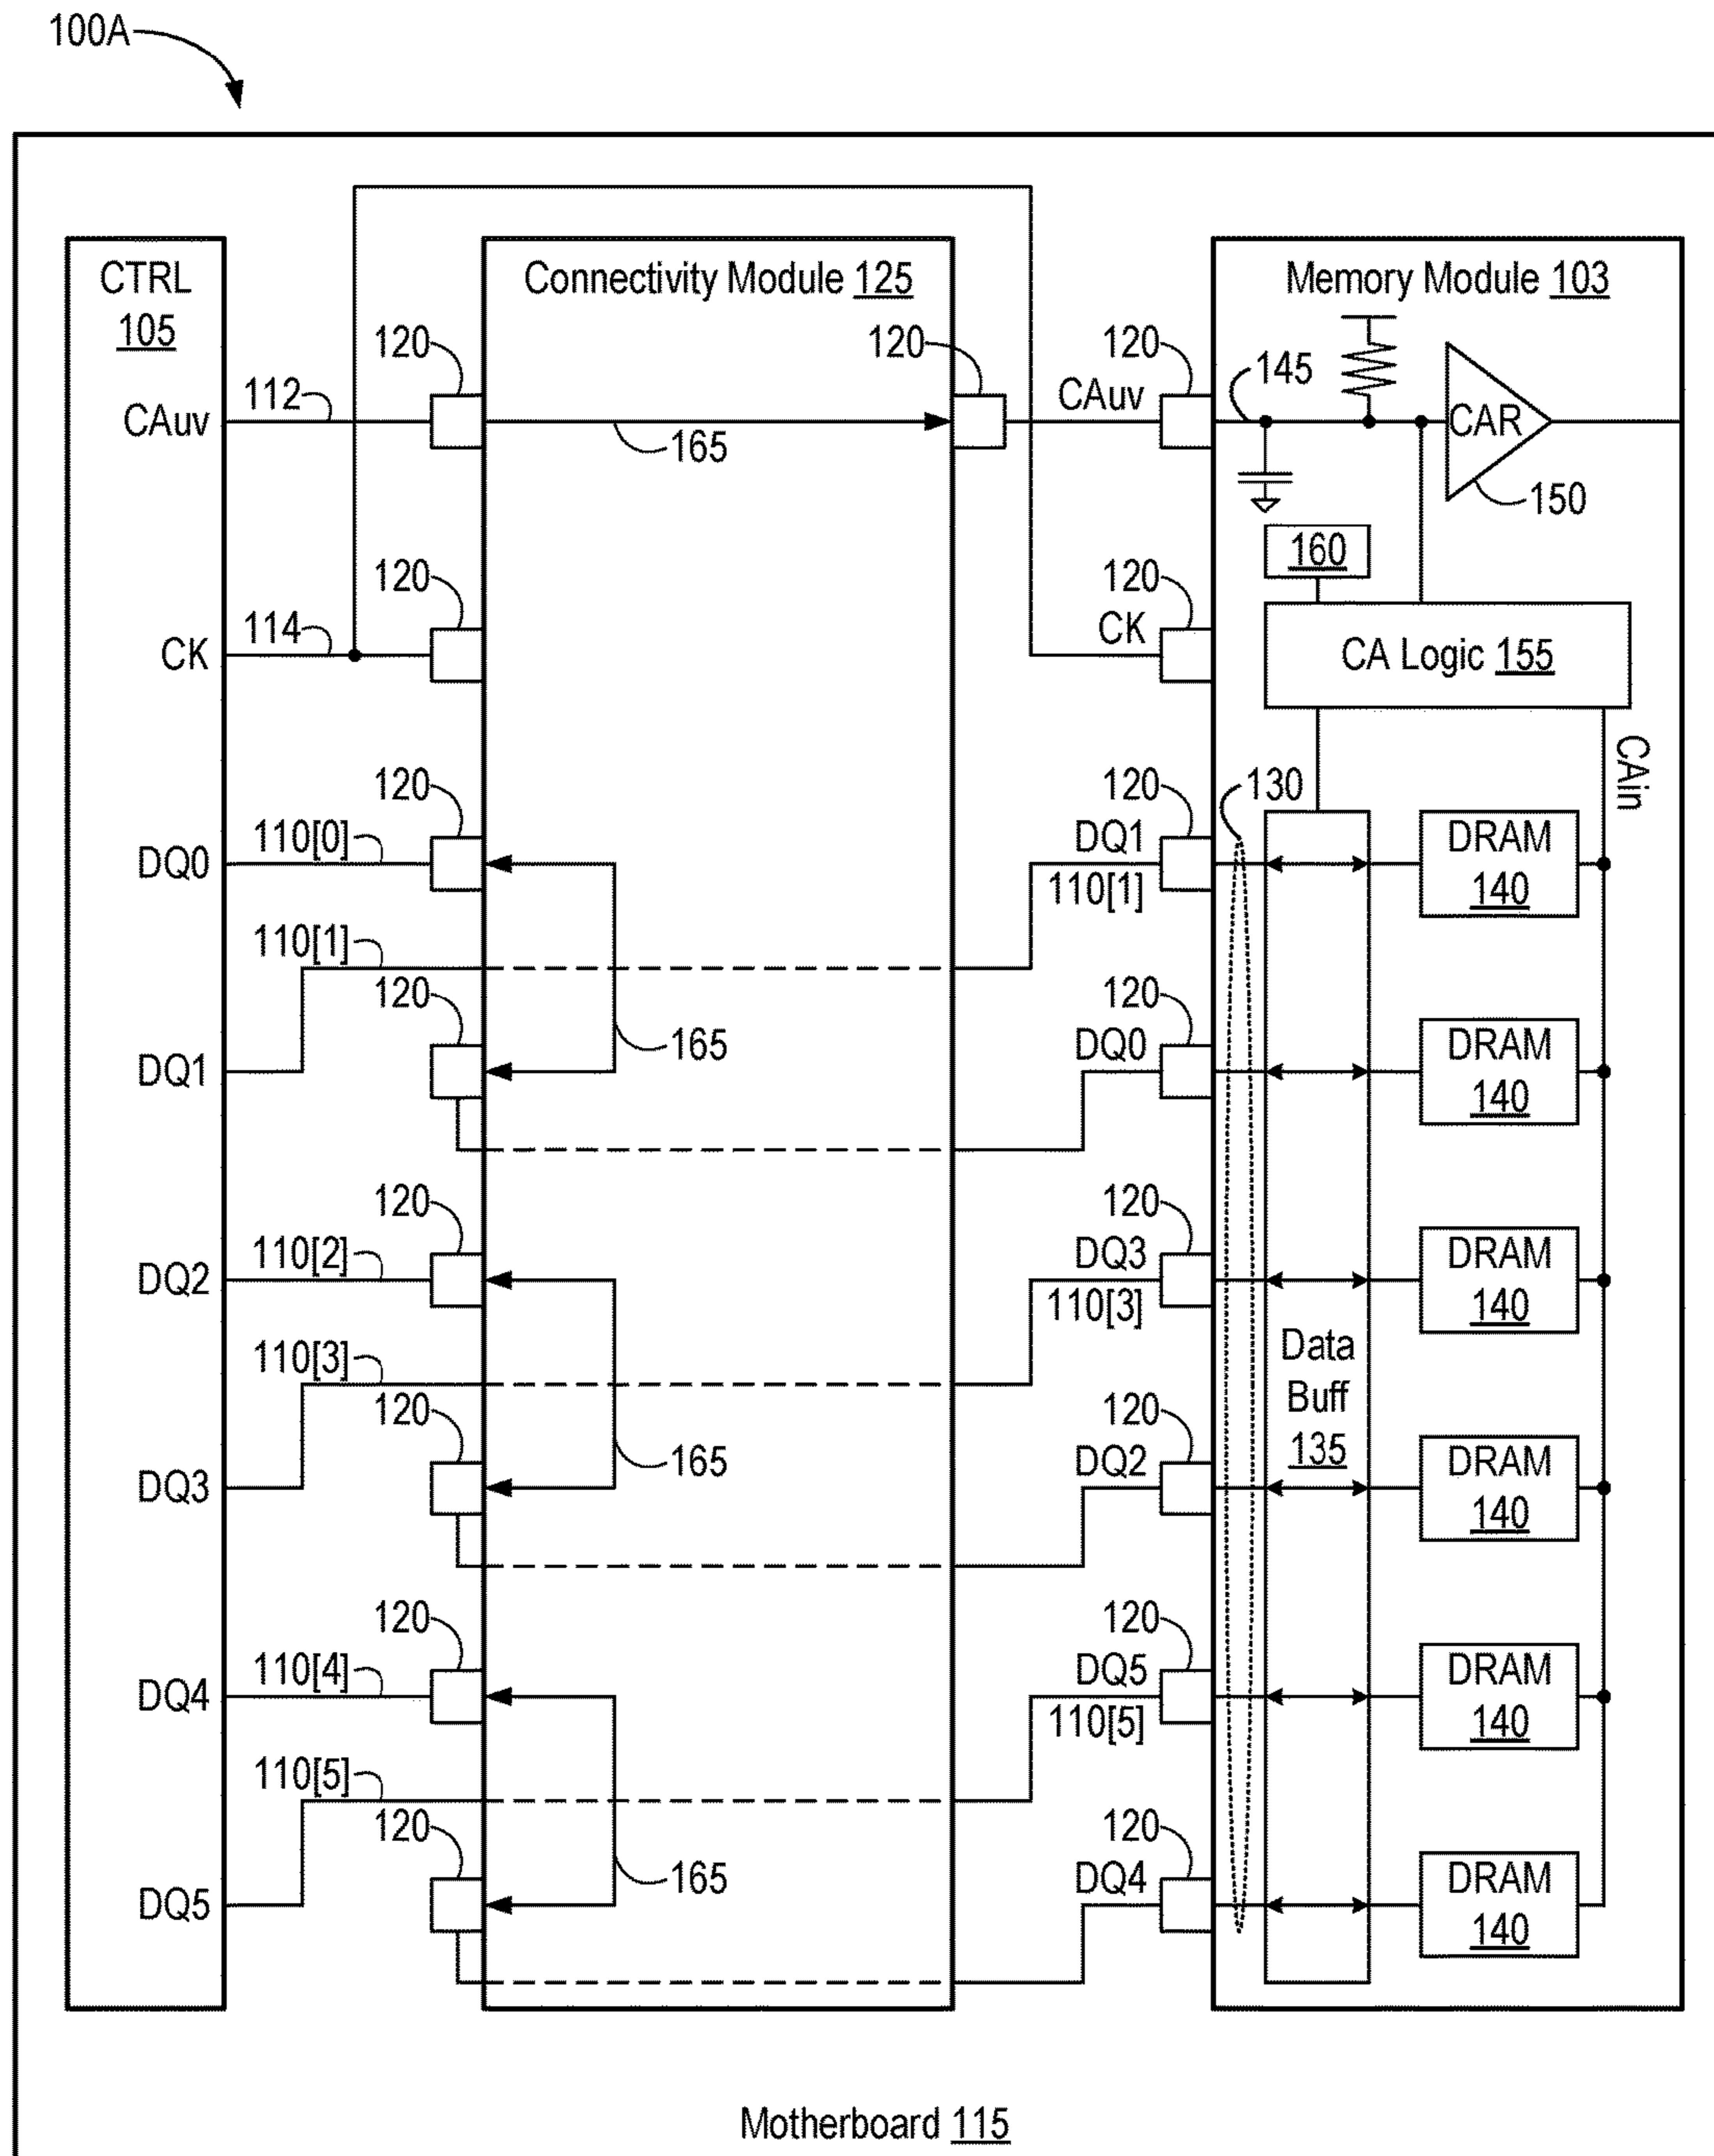 100A
CTRL
105
Connectivity Module 125
Memory Module 103
120
120
120
CAuv
112
165
CAuv
145
CAR
150
120
120
160
CK
114
CK
CA Logic 155
CAin
120
120
130
DQ0
110[0]
DQ1
110[1]
DRAM
140
110[1]
120
120
DQ1
165
DQ0
DRAM
140
120
120
DQ2
110[2]
DQ3
110[3]
DRAM
140
110[3]
Data
Buff
135
120
120
DQ3
165
DQ2
DRAM
140
120
120
DQ4
110[4]
DQ5
110[5]
DRAM
140
110[5]
120
120
DQ5
165
DQ4
DRAM
140
Motherboard 115